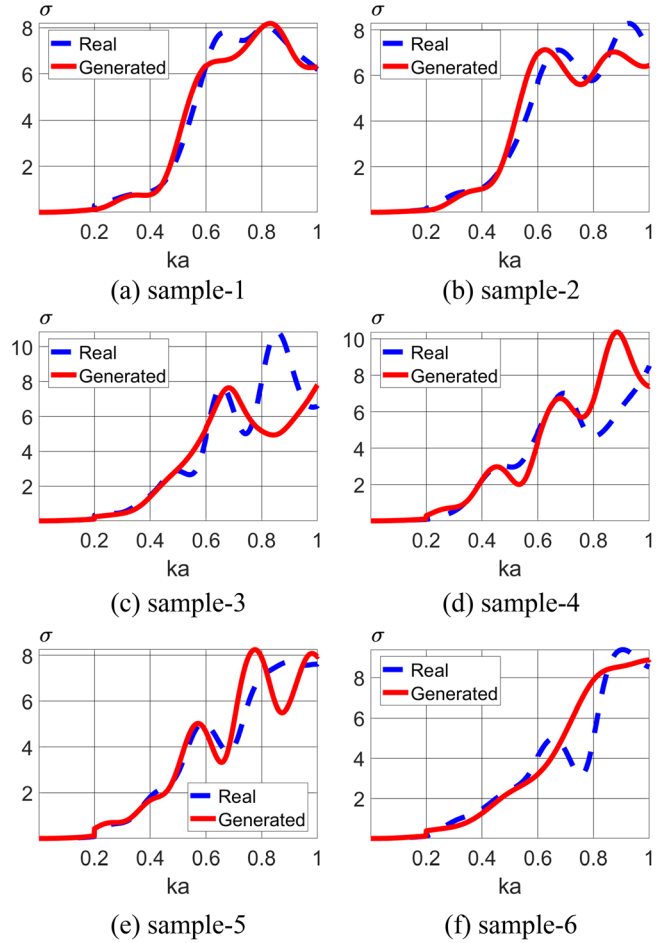 σ
8
6
4
2
Real
Generated
0.2 0.4 0.6 0.8 1
ka
(a) sample-1
σ
8
6
4
2
Real
Generated
0.2 0.4 0.6 0.8 1
ka
(b) sample-2
σ
10
8
6
4
2
Real
Generated
0.2 0.4 0.6 0.8 1
ka
(c) sample-3
σ
10
8
6
4
2
Real
Generated
0.2 0.4 0.6 0.8 1
ka
(d) sample-4
σ
8
6
4
2
Real
Generated
0.2 0.4 0.6 0.8 1
ka
(e) sample-5
σ
8
6
4
2
Real
Generated
0.2 0.4 0.6 0.8 1
ka
(f) sample-6